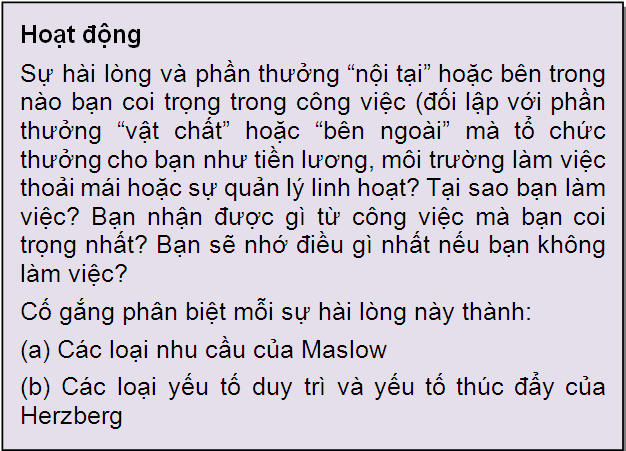 Hoạt động
Sự hài lòng và phần thưởng “nội tại” hoặc bên trong
nào bạn coi trọng trong công việc (đối lập với phần
thưởng “vật chất” hoặc “bên ngoài” mà tổ chức
thưởng cho bạn như tiền lương, môi trường làm việc
thoải mái hoặc sự quản lý linh hoạt? Tại sao bạn làm
việc? Bạn nhận được gì từ công việc mà bạn coi
trọng nhất? Bạn sẽ nhớ điều gì nhất nếu bạn không
làm việc?
Cố gắng phân biệt mỗi sự hài lòng này thành:
(a) Các loại nhu cầu của Maslow
(b) Các loại yếu tố duy trì và yếu tố thúc đẩy của
Herzberg